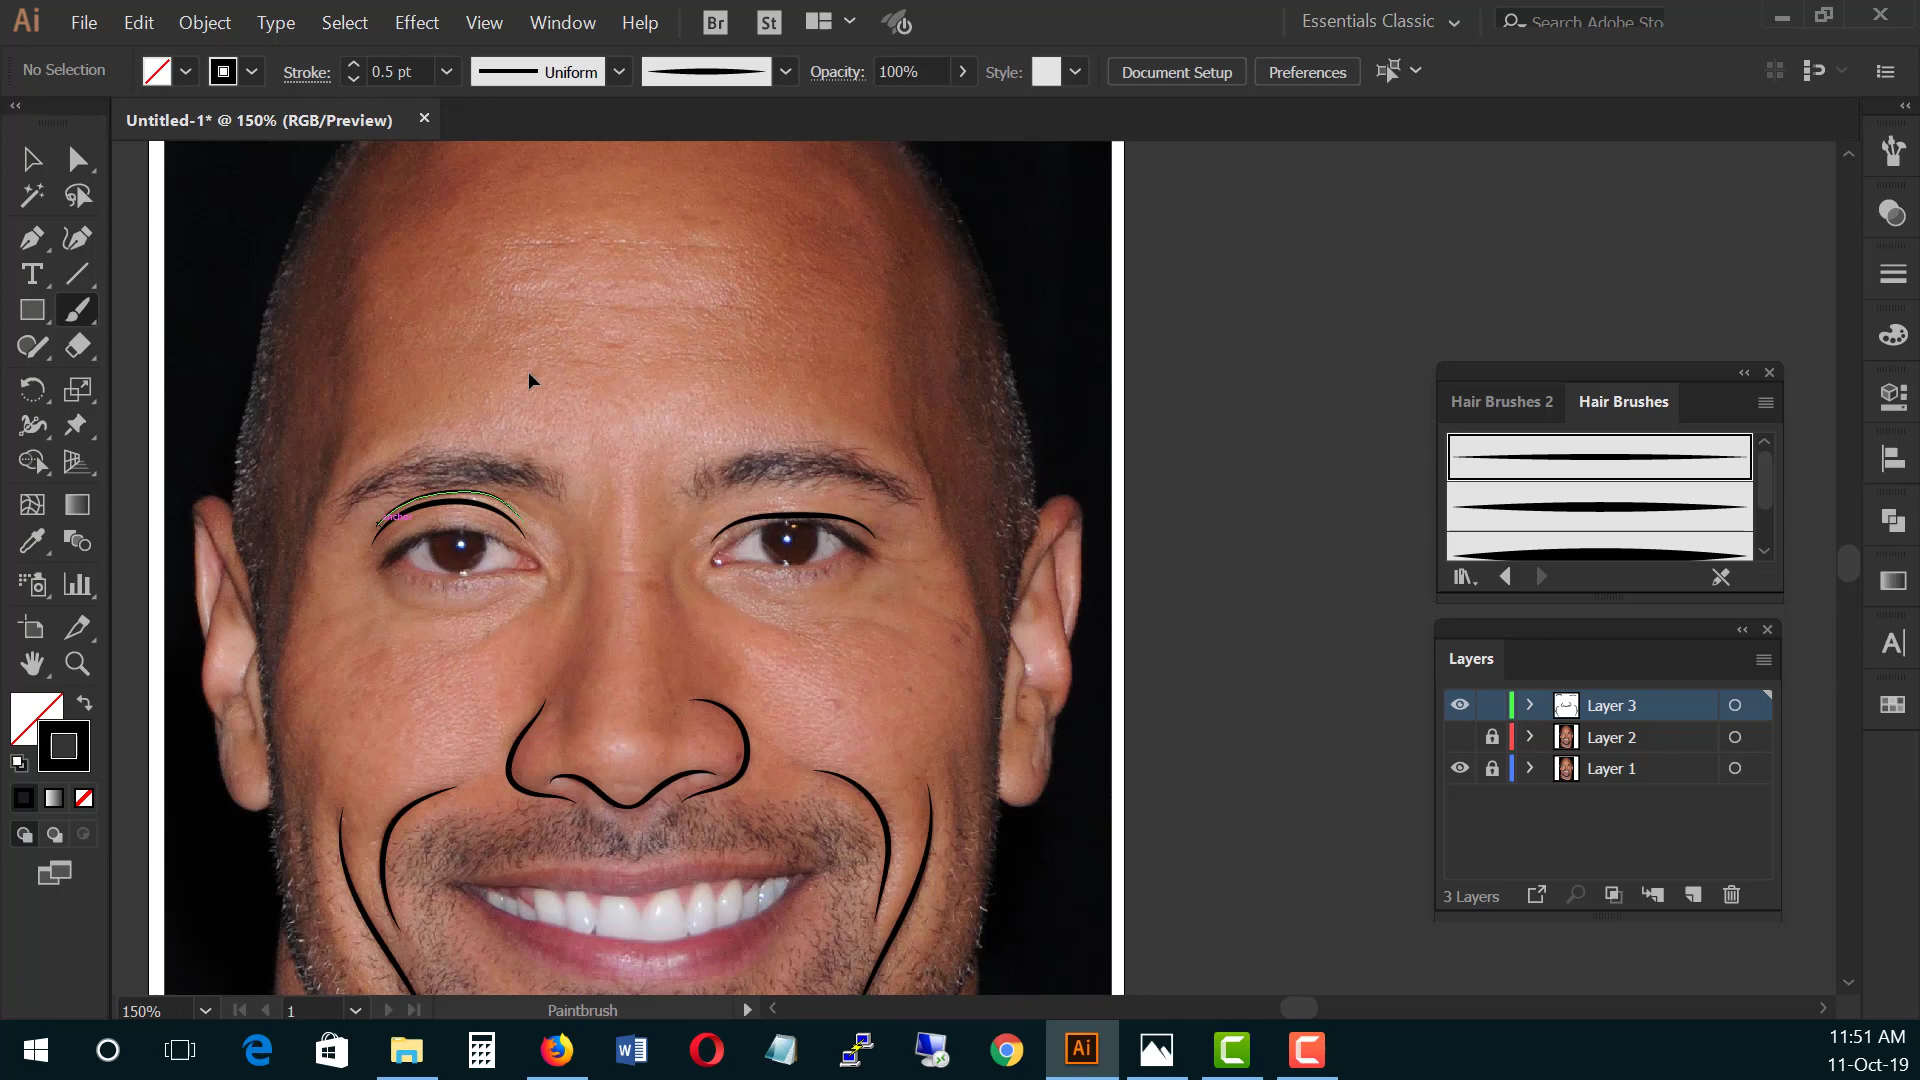 Ai File Edit Object Type Select Effect View Window Help Br St Essentials Classic Search Adobe Sto
No Selection Stroke: 0.5 pt Uniform Opacity: 100% Style: Document Setup Preferences
Untitled-1* @ 150% (RGB/Preview)
anchor
Hair Brushes 2 Hair Brushes
Layers
Layer 3
Layer 2
Layer 1
3 Layers
150% 1 Paintbrush
Ai
11:51 AM
11-Oct-19